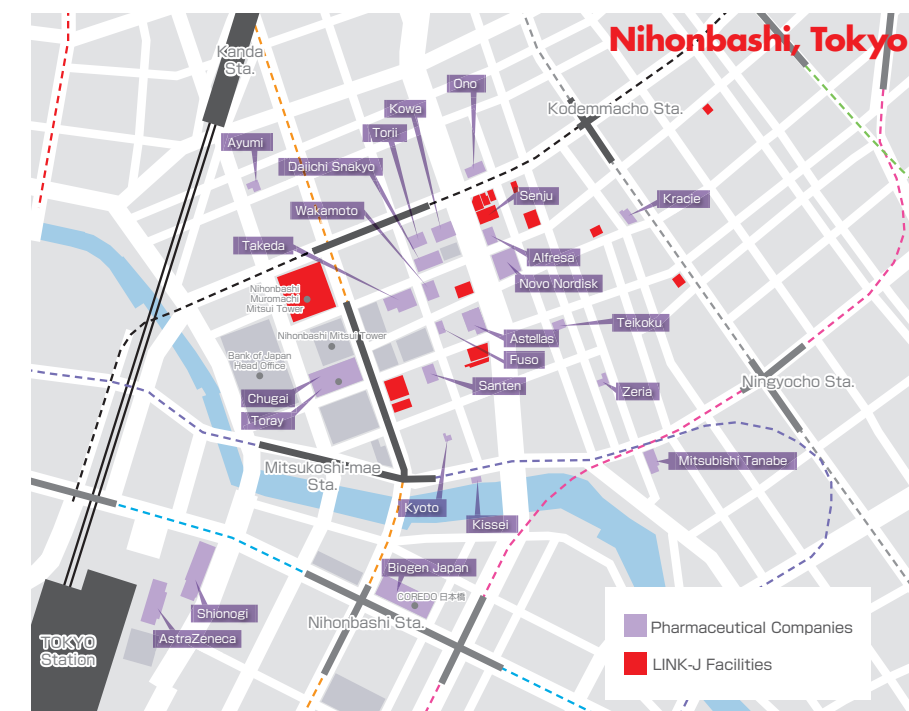 Nihonbashi, Tokyo
Kanda
Sta.
Ono
Kodemmacho Sta.
Kowa
Torii
Ayumi
Daiichi Snakyo
Senju
Kracie
Wakamoto
Takeda
Alfresa
Novo Nordisk
Nihonbashi
Muromachi
Mitsui Tower
Nihonbashi Mitsui Tower
Teikoku
Astellas
Bank of Japan
Head Office
Fuso
Santen
Ningyocho Sta.
Zeria
Chugai
Toray
Mitsukoshi-mae
Sta.
Mitsubishi Tanabe
Kyoto
Kissei
Biogen Japan
COREDO 日本橋
Shionogi
Nihonbashi Sta.
AstraZeneca
TOKYO
Station
Pharmaceutical Companies
LINK-J Facilities